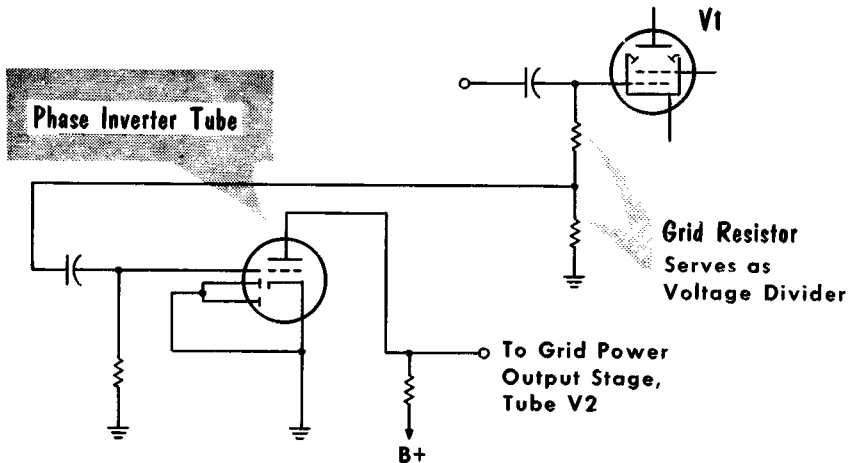 V1
Phase Inverter Tube
Grid Resistor
Serves as
Voltage Divider
To Grid Power
Output Stage,
Tube V2
B+